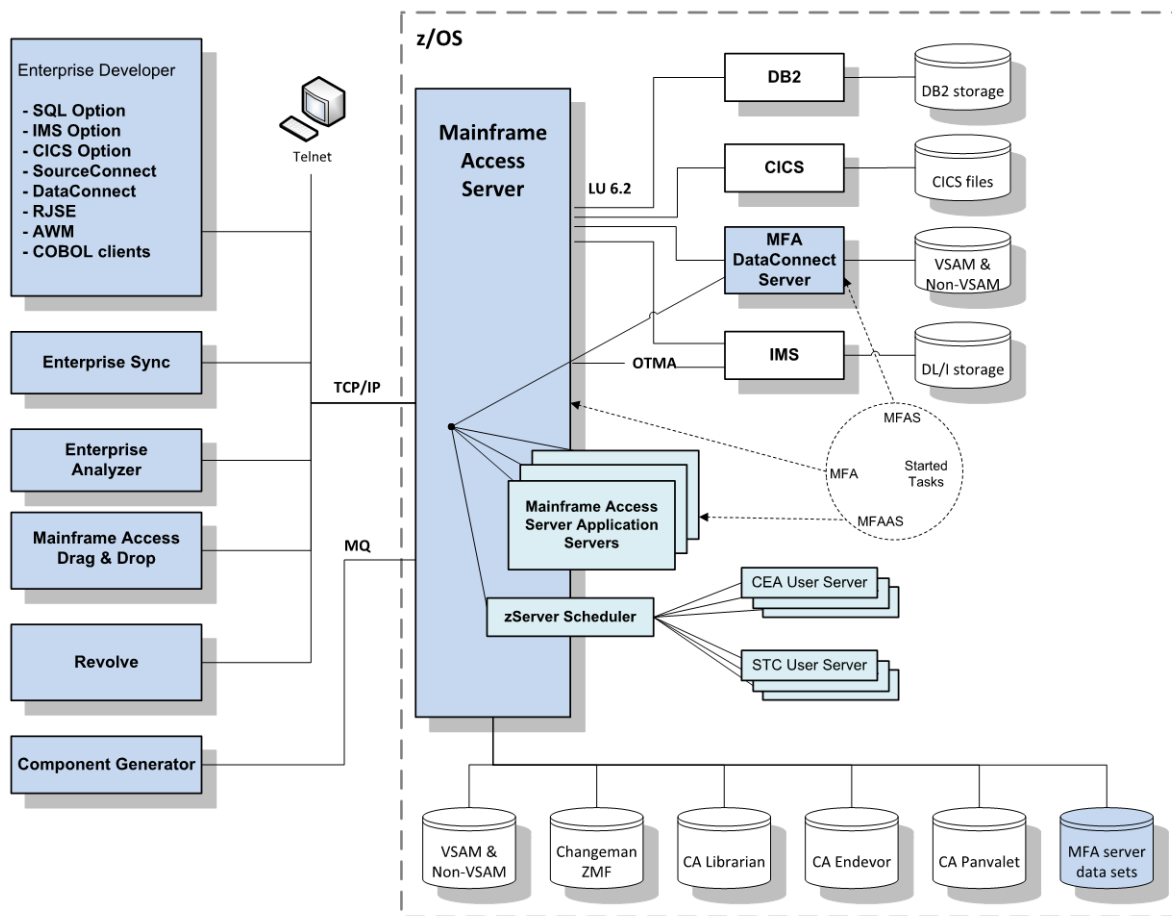 z/OS
Enterprise Developer
- SQL Option
- IMS Option
- CICS Option
- SourceConnect
- DataConnect
- RJSE
- AWM
- COBOL clients
Telnet
Enterprise Sync
Enterprise
Analyzer
Mainframe Access
Drag & Drop
Revolve
Component Generator
TCP/IP
MQ
Mainframe
Access
Server
LU 6.2
OTMA
DB2
DB2 storage
CICS
CICS files
MFA
DataConnect
Server
VSAM &
Non-VSAM
IMS
DL/I storage
MFAS
MFA
Started
Tasks
MFAAS
Mainframe Access
Server Application
Servers
zServer Scheduler
CEA User Server
STC User Server
VSAM &
Non-VSAM
Changeman
ZMF
CA Librarian
CA Endevor
CA Panvalet
MFA server
data sets